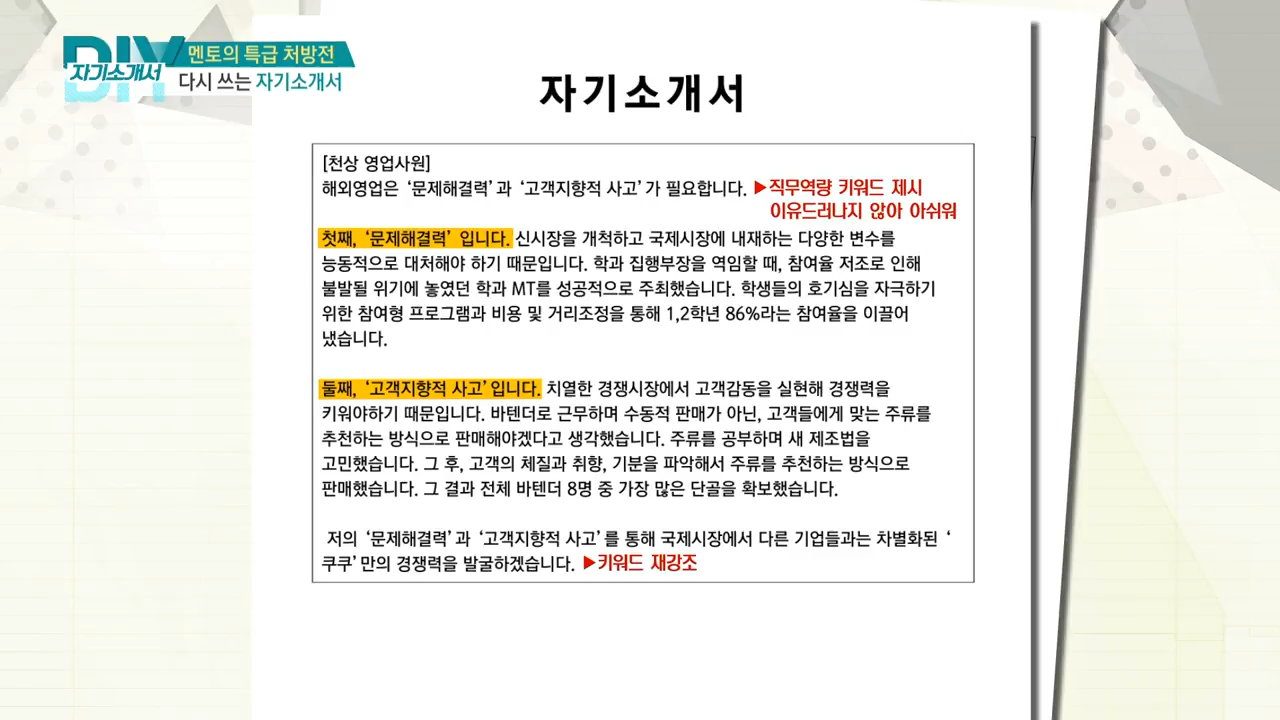 DIY
자기소개서
멘토의 특급 처방전
다시 쓰는 자기소개서
자기소개서
[천상 영업사원]
해외영업은 ‘문제해결력’과 ‘고객지향적 사고’가 필요합니다. ▶직무역량 키워드 제시
이유드러나지 않아 아쉬워
첫째, ‘문제해결력’ 입니다. 신시장을 개척하고 국제시장에 내재하는 다양한 변수를
능동적으로 대처해야 하기 때문입니다. 학과 집행부장을 역임할 때, 참여율 저조로 인해
불발될 위기에 놓였던 학과 MT를 성공적으로 주최했습니다. 학생들의 호기심을 자극하기
위한 참여형 프로그램과 비용 및 거리조정을 통해 1,2학년 86%라는 참여율을 이끌어
냈습니다.
둘째, ‘고객지향적 사고’입니다. 치열한 경쟁시장에서 고객감동을 실현해 경쟁력을
키워야하기 때문입니다. 바텐더로 근무하며 수동적 판매가 아닌, 고객들에게 맞는 주류를
추천하는 방식으로 판매해야겠다고 생각했습니다. 주류를 공부하며 새 제조법을
고민했습니다. 그 후, 고객의 체질과 취향, 기분을 파악해서 주류를 추천하는 방식으로
판매했습니다. 그 결과 전체 바텐더 8명 중 가장 많은 단골을 확보했습니다.
저의 ‘문제해결력’과 ‘고객지향적 사고’를 통해 국제시장에서 다른 기업들과는 차별화된 ‘
쿠쿠’만의 경쟁력을 발굴하겠습니다. ▶키워드 재강조